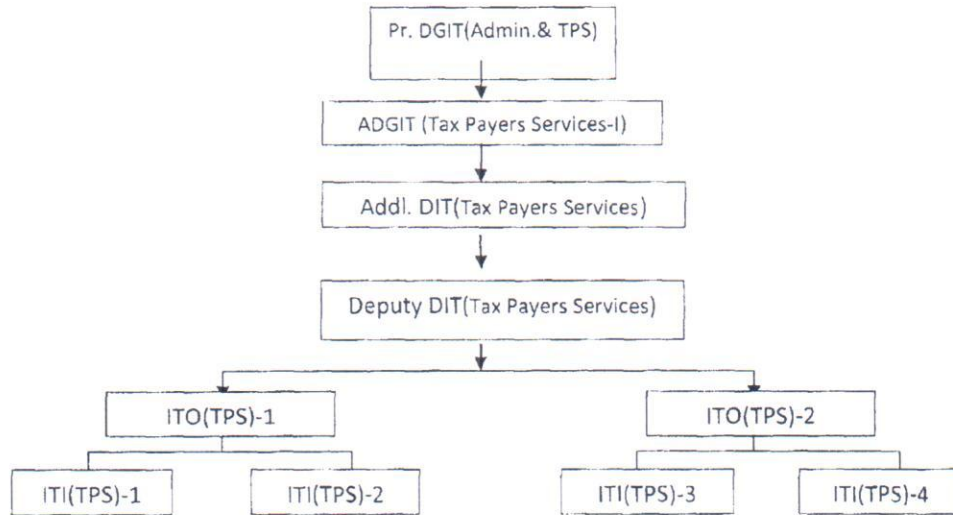 Pr. DGIT(Admin.& TPS)
ADGIT (Tax Payers Services-I)
Addl. DIT(Tax Payers Services)
Deputy DIT(Tax Payers Services)
ITO(TPS)-1
ITO(TPS)-2
ITI(TPS)-1
ITI(TPS)-2
ITI(TPS)-3
ITI(TPS)-4